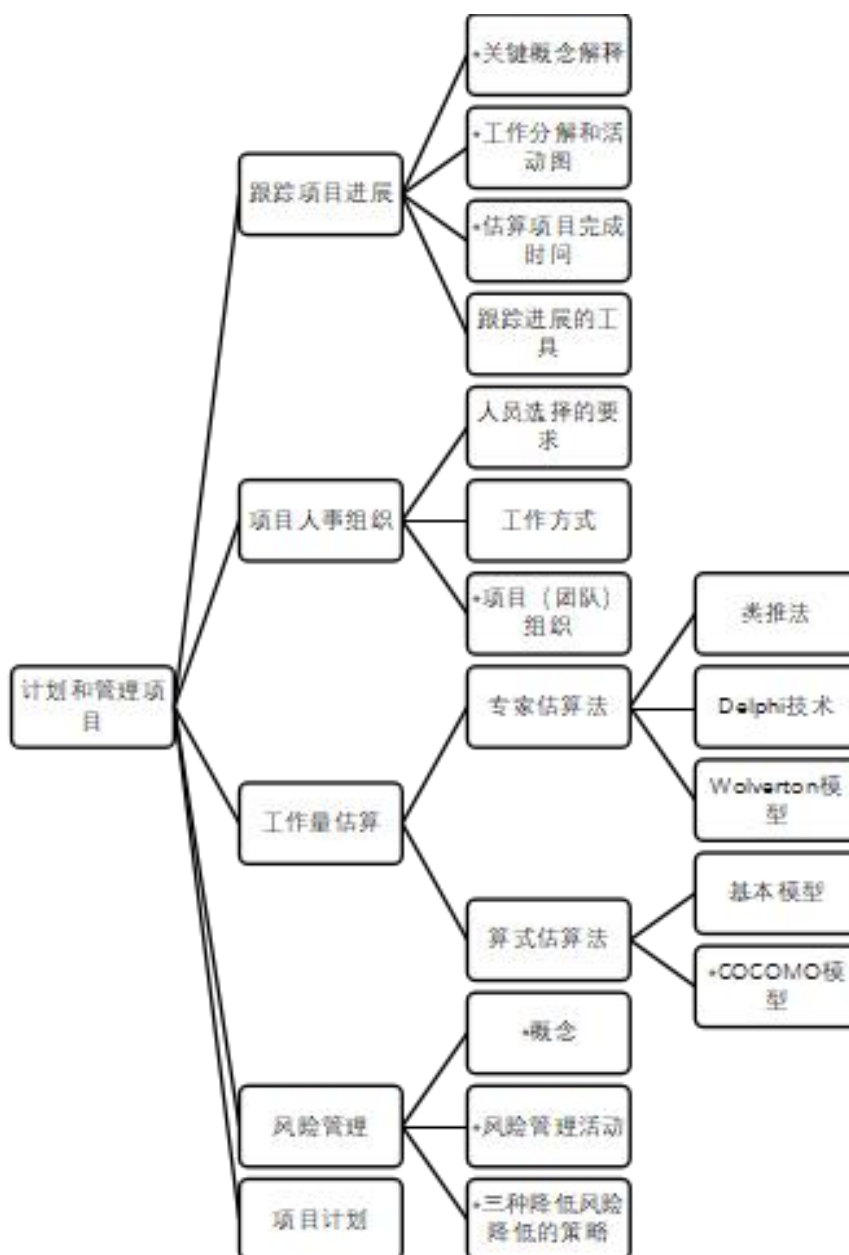 •关键概念解释
•工作分解和活
动图
跟踪项目进展
•估算项目完成
时间
跟踪进展的工
具
人员选择的要
求
项目人事组织
工作方式
•项目（团队）
组织
类推法
计划和管理项
目
专家估算法
Delphi技术
Wolverton模
型
工作量估算
基本模型
算式估算法
•COCOMO模
型
•概念
风险管理
•风险管理活动
项目计划
•三种降低风险
降低的策略